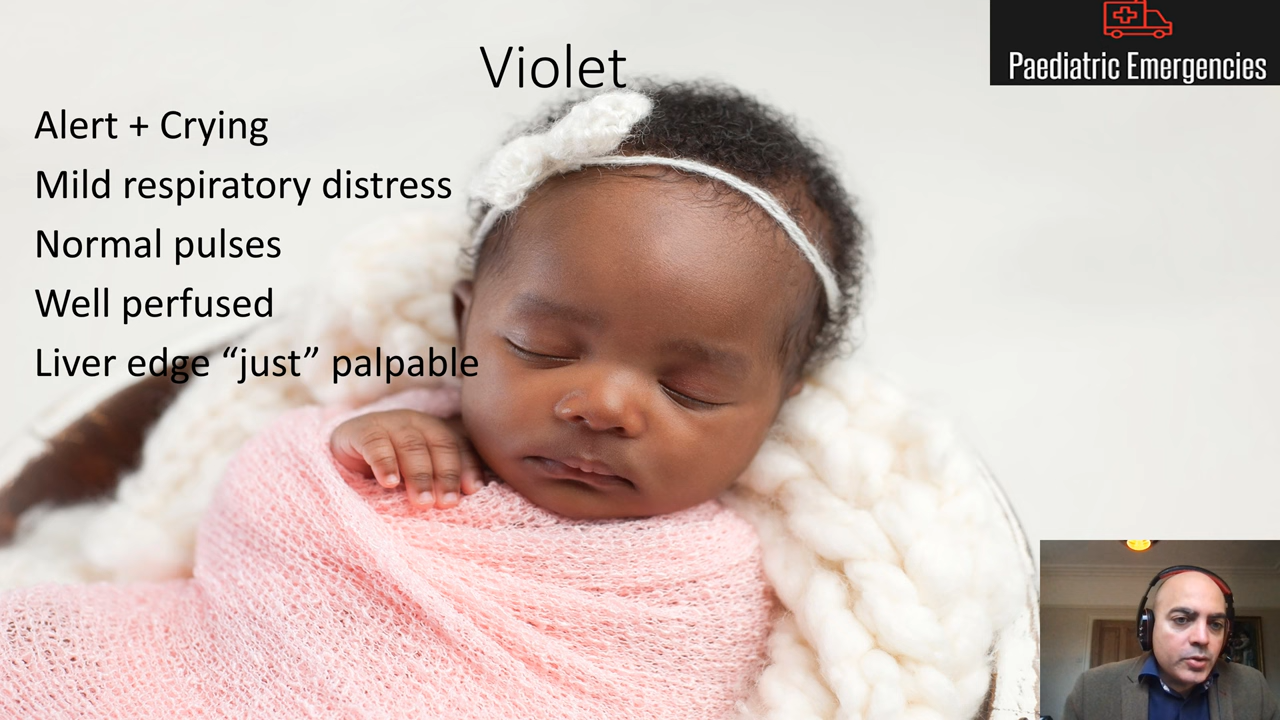 Violet
Paediatric Emergencies
Alert + Crying
Mild respiratory distress
Normal pulses
Well perfused
Liver edge “just” palpable